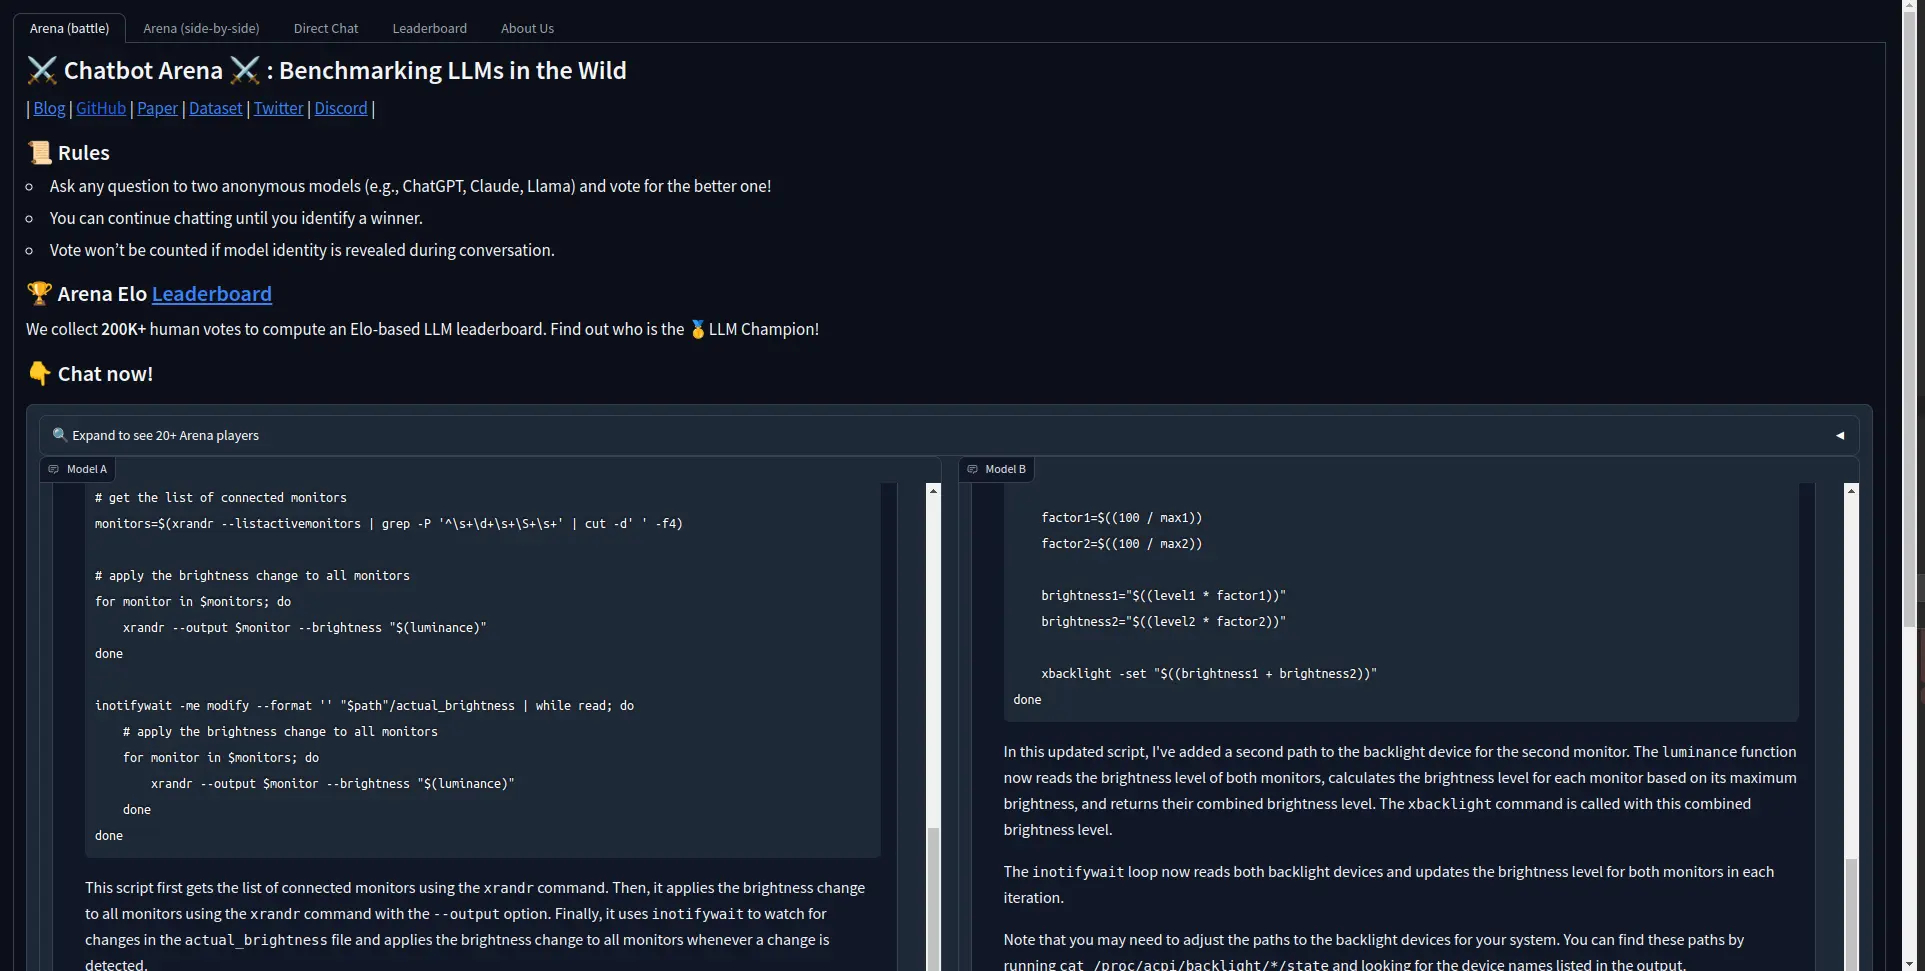 Arena (battle)
Arena (side-by-side)
Direct Chat
Leaderboard
About Us
⚔️ Chatbot Arena ⚔️ : Benchmarking LLMs in the Wild
| Blog | GitHub | Paper | Dataset | Twitter | Discord |
📜 Rules
Ask any question to two anonymous models (e.g., ChatGPT, Claude, Llama) and vote for the better one!
You can continue chatting until you identify a winner.
Vote won't be counted if model identity is revealed during conversation.
🏆 Arena Elo Leaderboard
We collect 200K+ human votes to compute an Elo-based LLM leaderboard. Find out who is the 🥇LLM Champion!
👇 Chat now!
🔍 Expand to see 20+ Arena players
Model A
# get the list of connected monitors
monitors=$(xrandr --listactivemonitors | grep -P '^\s+\d+\s+\S+\s+' | cut -d' ' -f4)
# apply the brightness change to all monitors
for monitor in $monitors; do
    xrandr --output $monitor --brightness "$(luminance)"
done
inotifywait -me modify --format '' "$path"/actual_brightness | while read; do
    # apply the brightness change to all monitors
    for monitor in $monitors; do
        xrandr --output $monitor --brightness "$(luminance)"
    done
done
This script first gets the list of connected monitors using the xrandr command. Then, it applies the brightness change
to all monitors using the xrandr command with the --output option. Finally, it uses inotifywait to watch for
changes in the actual_brightness file and applies the brightness change to all monitors whenever a change is
detected.
Model B
    factor1=$((100 / max1))
    factor2=$((100 / max2))
    brightness1="$((level1 * factor1))"
    brightness2="$((level2 * factor2))"
    xbacklight -set "$((brightness1 + brightness2))"
done
In this updated script, I've added a second path to the backlight device for the second monitor. The luminance function
now reads the brightness level of both monitors, calculates the brightness level for each monitor based on its maximum
brightness, and returns their combined brightness level. The xbacklight command is called with this combined
brightness level.
The inotifywait loop now reads both backlight devices and updates the brightness level for both monitors in each
iteration.
Note that you may need to adjust the paths to the backlight devices for your system. You can find these paths by
running cat /proc/acpi/backlight/*/state and looking for the device names listed in the output.